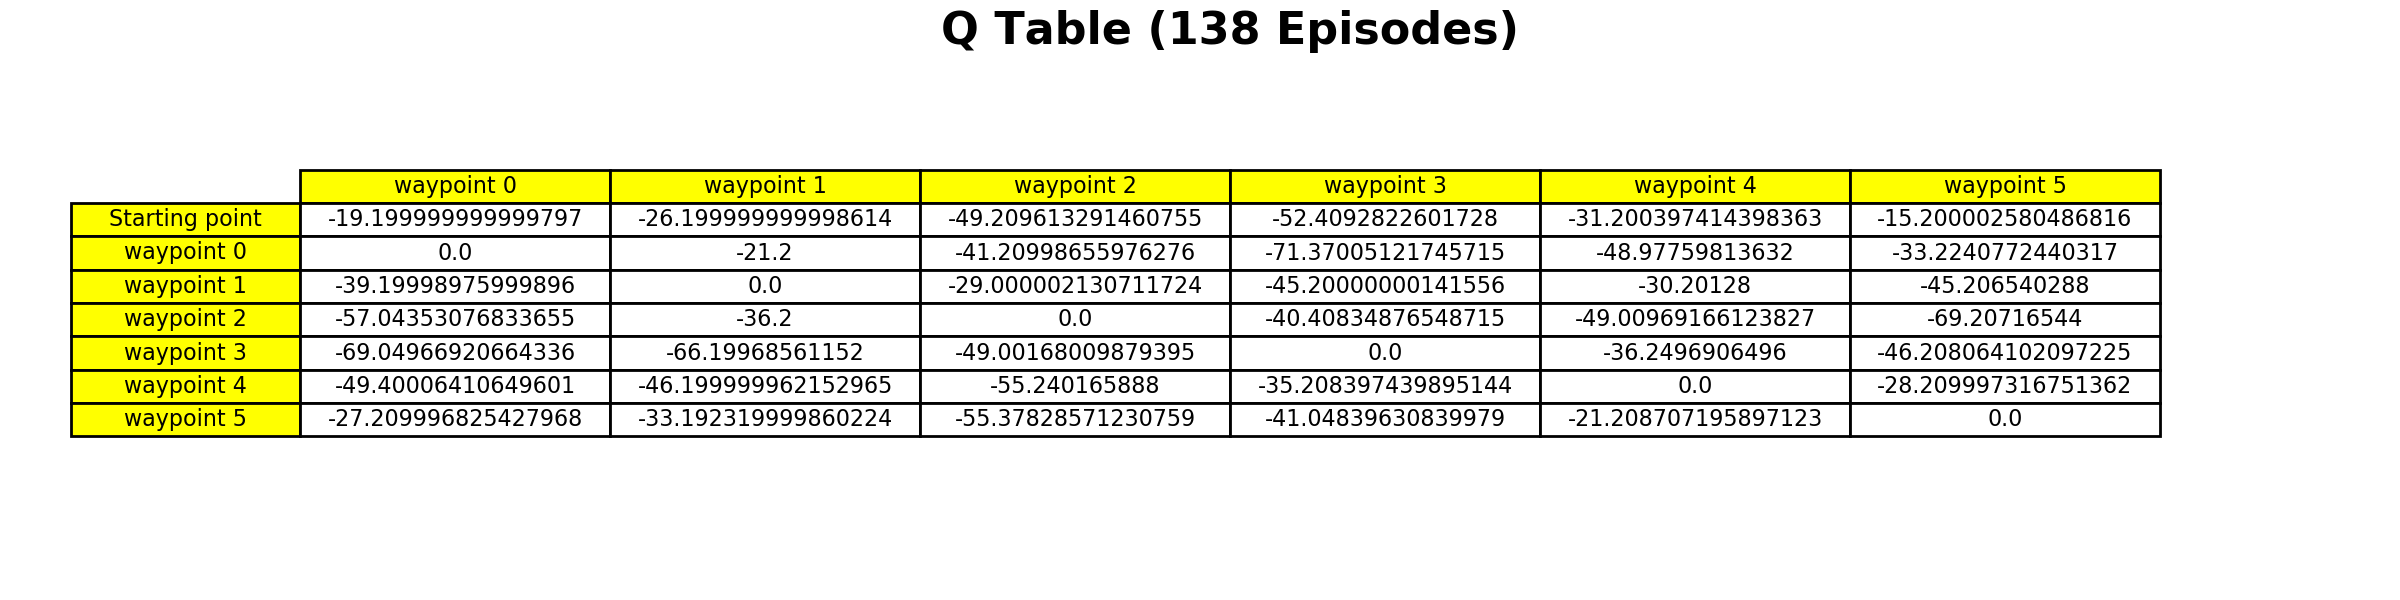 Q Table (138 Episodes)
waypoint 0 waypoint 1 waypoint 2 waypoint 3 waypoint 4 waypoint 5
Starting point -19.199999999999797 -26.199999999998614 -49.209613291460755 -52.4092822601728 -31.200397414398363 -15.200002580486816
waypoint 0 0.0 -21.2 -41.20998655976276 -71.37005121745715 -48.97759813632 -33.2240772440317
waypoint 1 -39.19998975999896 0.0 -29.000002130711724 -45.20000000141556 -30.20128 -45.206540288
waypoint 2 -57.04353076833655 -36.2 0.0 -40.40834876548715 -49.00969166123827 -69.20716544
waypoint 3 -69.04966920664336 -66.19968561152 -49.00168009879395 0.0 -36.2496906496 -46.208064102097225
waypoint 4 -49.40006410649601 -46.199999962152965 -55.240165888 -35.208397439895144 0.0 -28.209997316751362
waypoint 5 -27.209996825427968 -33.192319999860224 -55.37828571230759 -41.04839630839979 -21.208707195897123 0.0